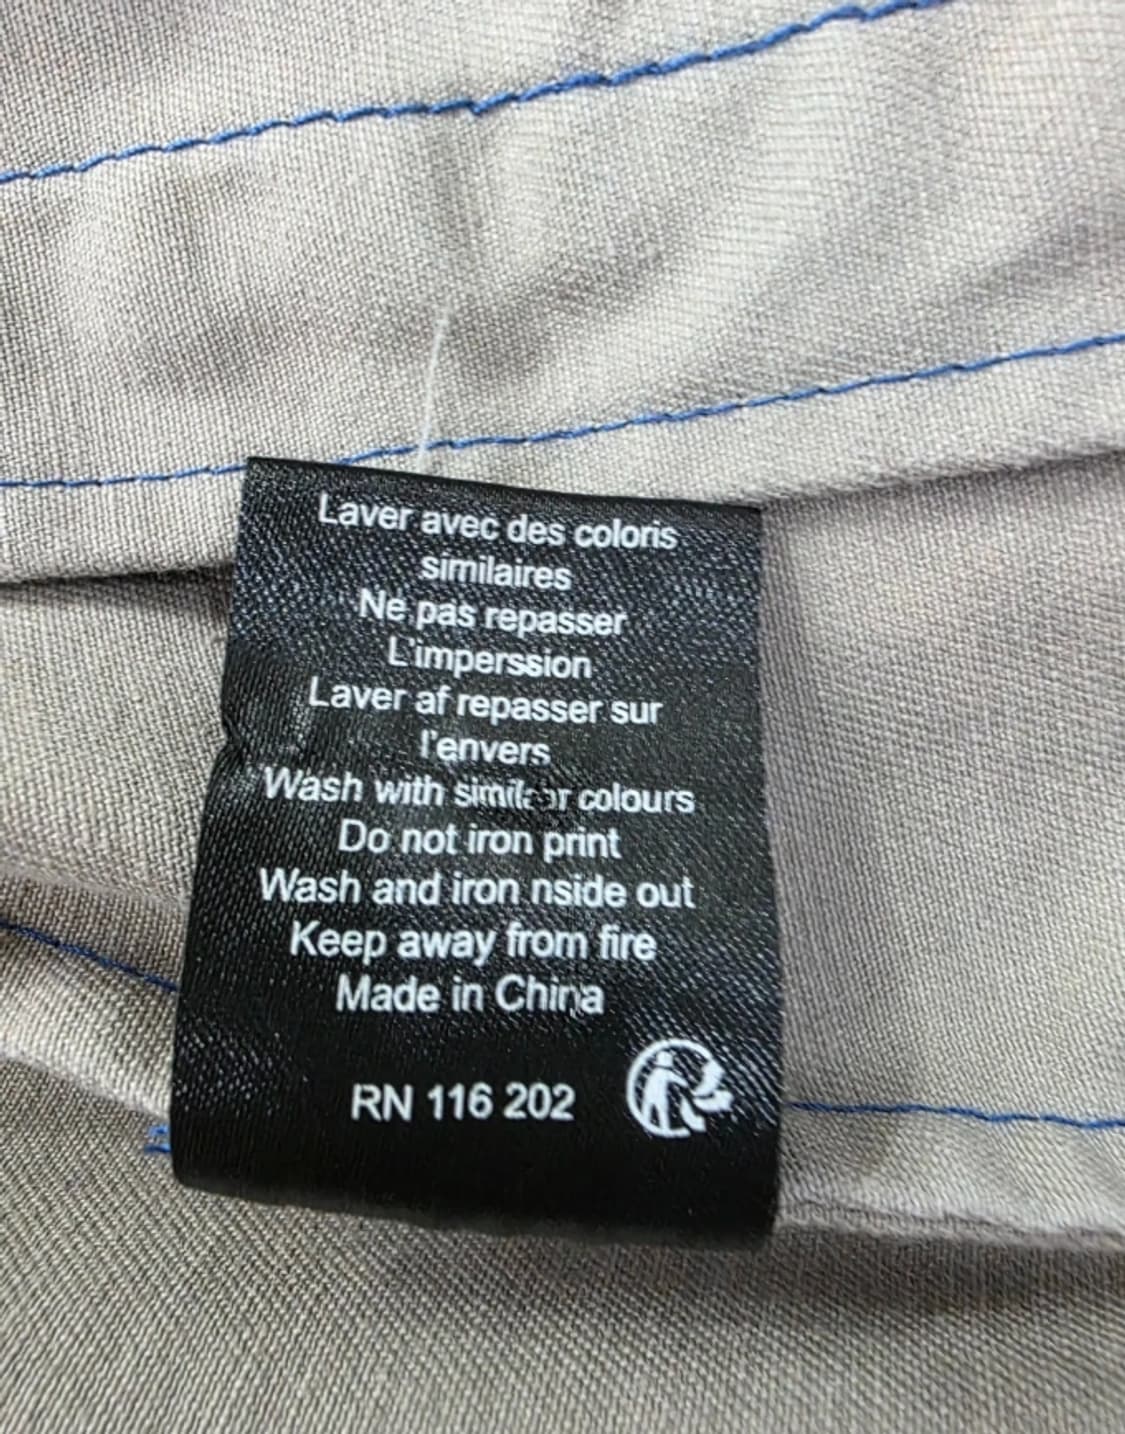 Laver avec des coloris
similaires
Ne pas repasser
L'imperssion
Laver af repasser sur
l'envers
Wash with similar colours
Do not iron print
Wash and iron nside out
Keep away from fire
Made in China
RN 116 202